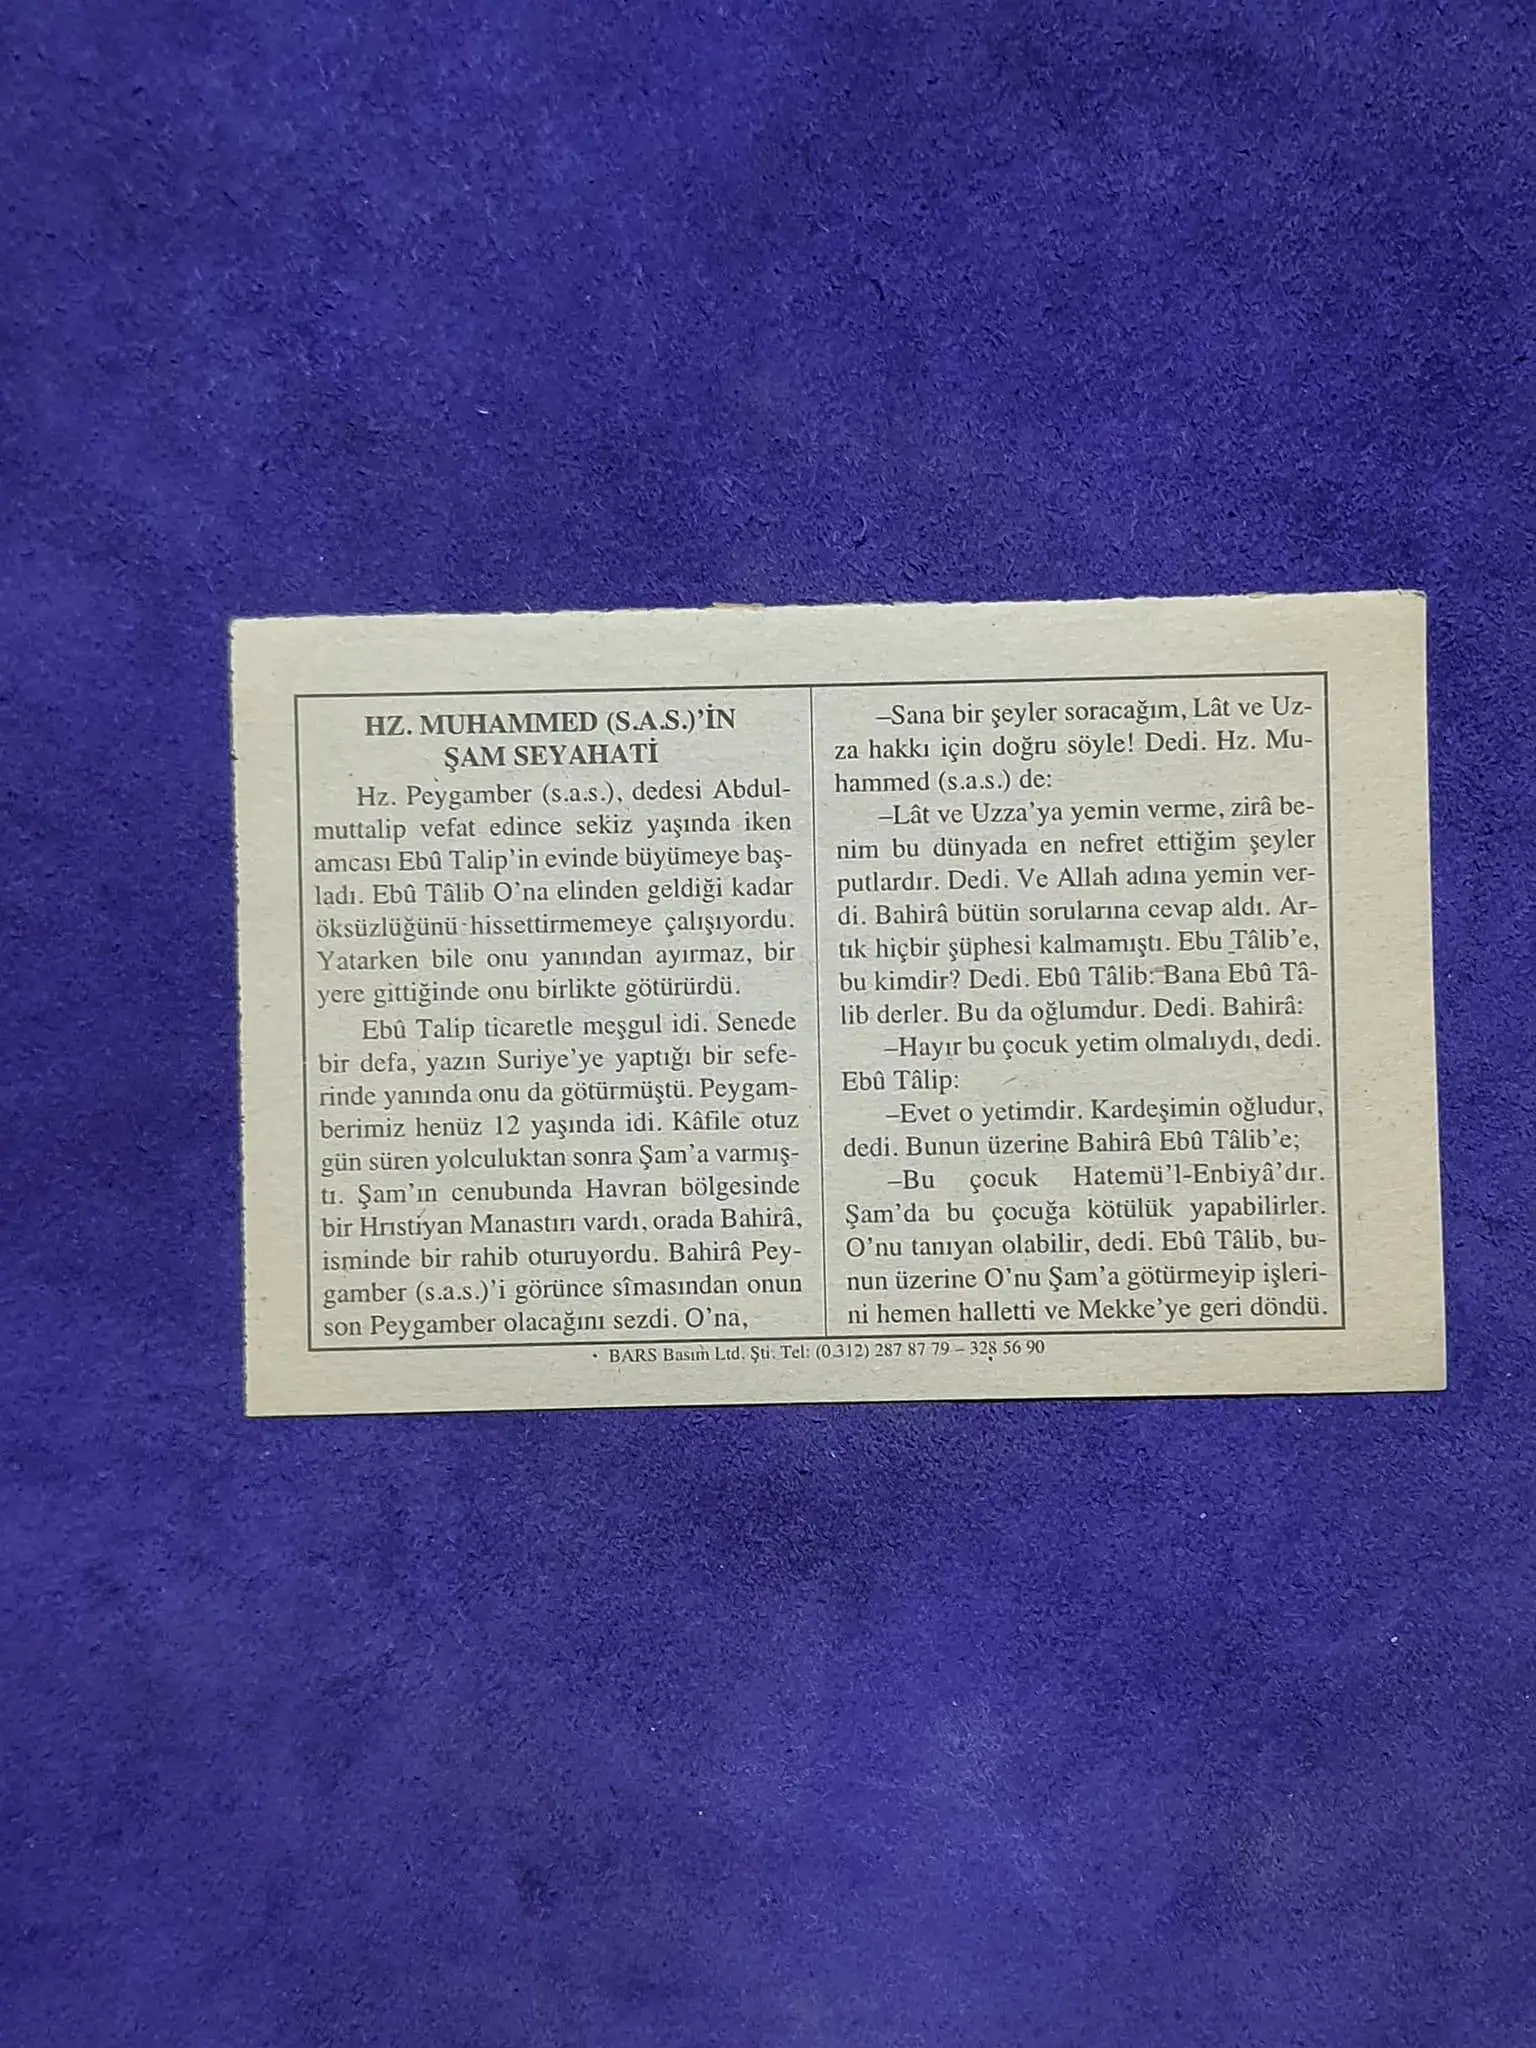 HZ. MUHAMMED (S.A.S.)'İN
ŞAM SEYAHATİ
Hz. Peygamber (s.a.s.), dedesi Abdul-
muttalip vefat edince sekiz yaşında iken
amcası Ebû Talip'in evinde büyümeye baş-
ladı. Ebû Tâlib O'na elinden geldiği kadar
öksüzlüğünü hissettirmemeye çalışıyordu.
Yatarken bile onu yanından ayırmaz, bir
yere gittiğinde onu birlikte götürürdü.
Ebû Talip ticaretle meşgul idi. Senede
bir defa, yazın Suriye'ye yaptığı bir sefe-
rinde yanında onu da götürmüştü. Peygam-
berimiz henüz 12 yaşında idi. Kâfile otuz
gün süren yolculuktan sonra Şam'a varmış-
tı. Şam'ın cenubunda Havran bölgesinde
bir Hrıstiyan Manastırı vardı, orada Bahirâ,
isminde bir rahib oturuyordu. Bahirâ Pey-
gamber (s.a.s.)'i görünce sîmasından onun
son Peygamber olacağını sezdi. O'na,
–Sana bir şeyler soracağım, Lât ve Uz-
za hakkı için doğru söyle! Dedi. Hz. Mu-
hammed (s.a.s.) de:
–Lât ve Uzza'ya yemin verme, zirâ be-
nim bu dünyada en nefret ettiğim şeyler
putlardır. Dedi. Ve Allah adına yemin ver-
di. Bahirâ bütün sorularına cevap aldı. Ar-
tık hiçbir şüphesi kalmamıştı. Ebu Tâlib'e,
bu kimdir? Dedi. Ebû Tâlib: Bana Ebû Tâ-
lib derler. Bu da oğlumdur. Dedi. Bahirâ:
–Hayır bu çocuk yetim olmalıydı, dedi.
Ebû Tâlip:
–Evet o yetimdir. Kardeşimin oğludur,
dedi. Bunun üzerine Bahirâ Ebû Tâlib'e;
–Bu çocuk Hatemü'l-Enbiyâ'dır.
Şam'da bu çocuğa kötülük yapabilirler.
O'nu tanıyan olabilir, dedi. Ebû Tâlib, bu-
nun üzerine O'nu Şam'a götürmeyip işleri-
ni hemen halletti ve Mekke'ye geri döndü.
BARS Basım Ltd. Şti. Tel: (0.312) 287 87 79 – 328 56 90